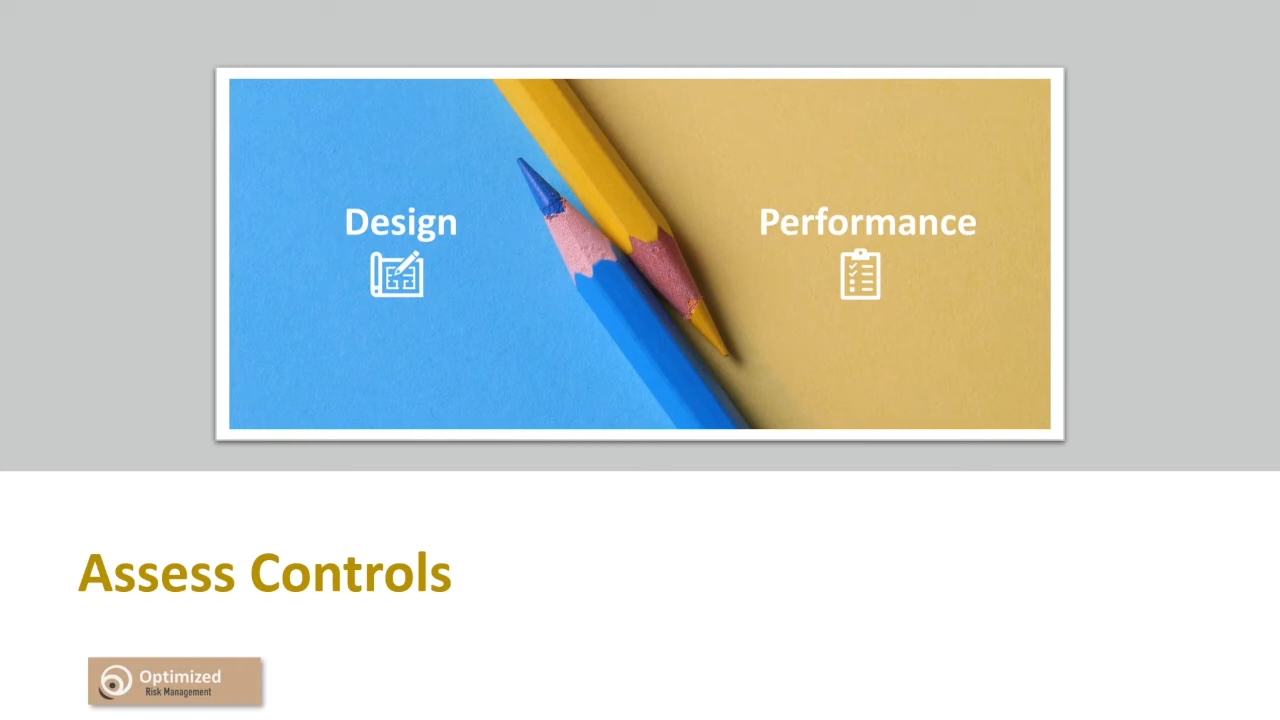 Design
Performance
Assess Controls
Optimized
Risk Management